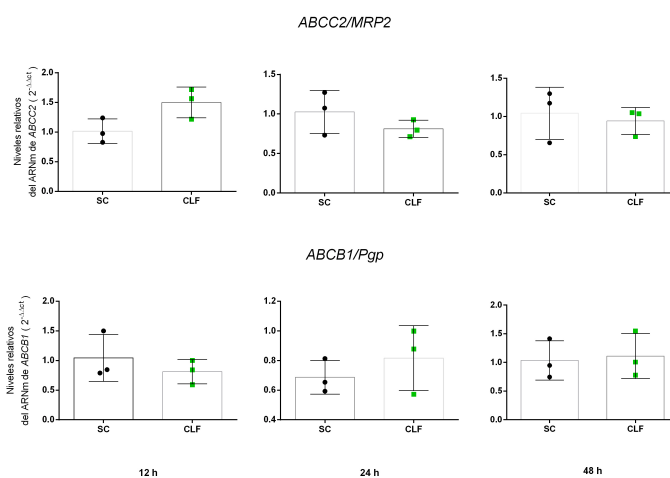 ABCC2/MRP2
Niveles relativos
del ARNm de ABCC2 ( 2^-ΔΔct )
2.0
1.5
1.0
0.5
0.0
SC
CLF
1.5
1.0
0.5
0.0
SC
CLF
1.5
1.0
0.5
0.0
SC
CLF
ABCB1/Pgp
Niveles relativos
del ARNm de ABCB1 ( 2^-ΔΔct )
2.0
1.5
1.0
0.5
0.0
SC
CLF
1.2
1.0
0.8
0.6
0.4
SC
CLF
2.0
1.5
1.0
0.5
0.0
SC
CLF
12 h
24 h
48 h